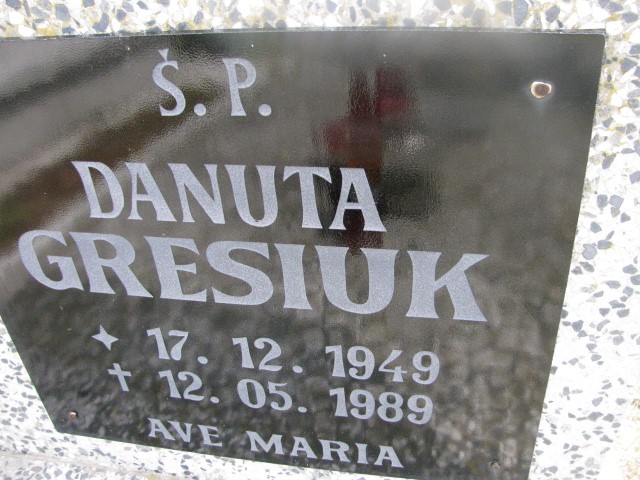 Ś. P.
DANUTA
GRESIUK
17. 12. 1949
12. 05. 1989
AVE MARIA